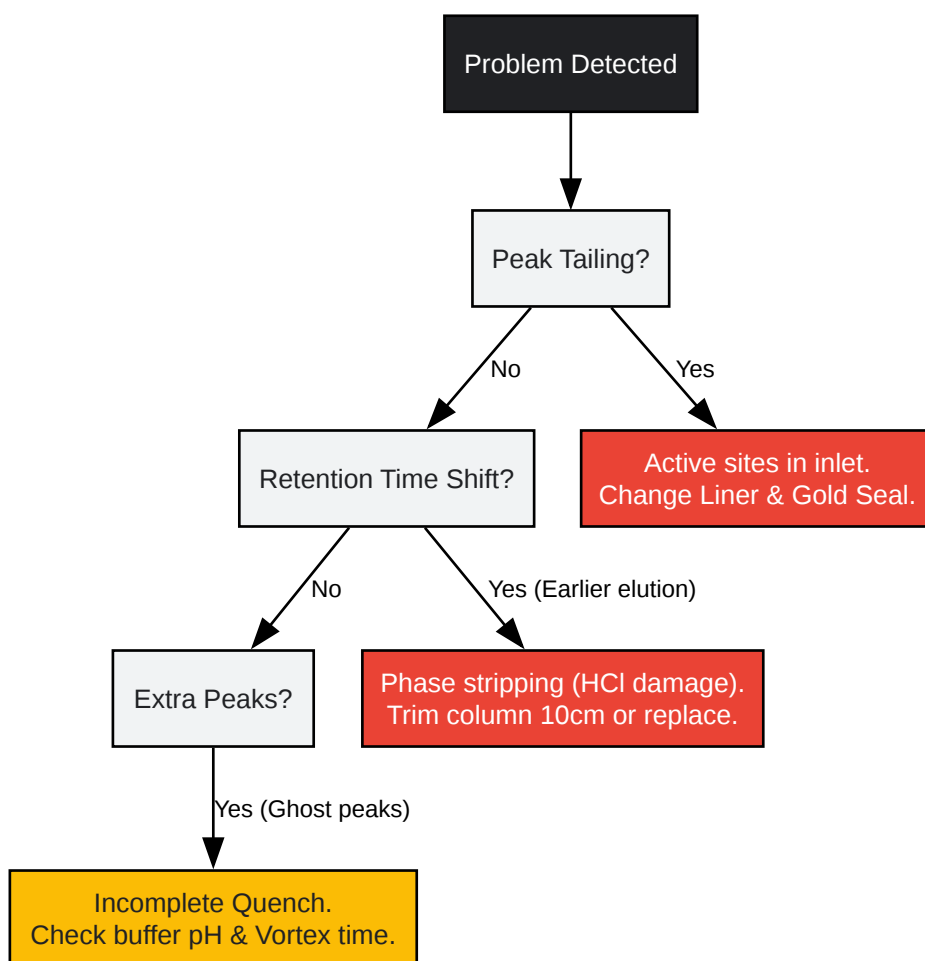 Problem Detected
Peak Tailing?
No
Yes
Retention Time Shift?
Active sites in inlet.
Change Liner & Gold Seal.
No
Yes (Earlier elution)
Extra Peaks?
Phase stripping (HCl damage).
Trim column 10cm or replace.
Yes (Ghost peaks)
Incomplete Quench.
Check buffer pH & Vortex time.